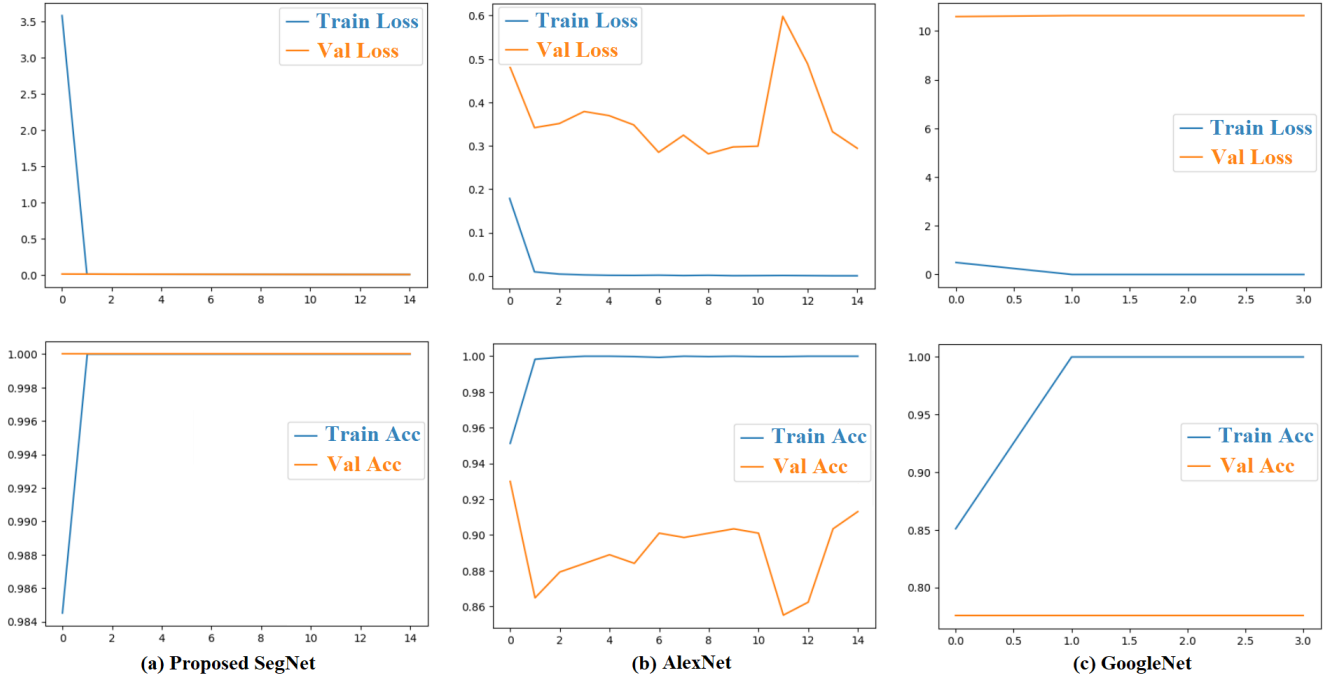 3.5
3.0
2.5
2.0
1.5
1.0
0.5
0.0
0 2 4 6 8 10 12 14
Train Loss
Val Loss
0.6
0.5
0.4
0.3
0.2
0.1
0.0
0 2 4 6 8 10 12 14
Train Loss
Val Loss
10
8
6
4
2
0
0.0 0.5 1.0 1.5 2.0 2.5 3.0
Train Loss
Val Loss
1.000
0.998
0.996
0.994
0.992
0.990
0.988
0.986
0.984
0 2 4 6 8 10 12 14
Train Acc
Val Acc
(a) Proposed SegNet
1.00
0.98
0.96
0.94
0.92
0.90
0.88
0.86
0 2 4 6 8 10 12 14
Train Acc
Val Acc
(b) AlexNet
1.00
0.95
0.90
0.85
0.80
0.0 0.5 1.0 1.5 2.0 2.5 3.0
Train Acc
Val Acc
(c) GoogleNet